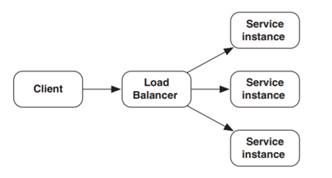 Service
instance
Client
Load
Balancer
Service
instance
Service
instance